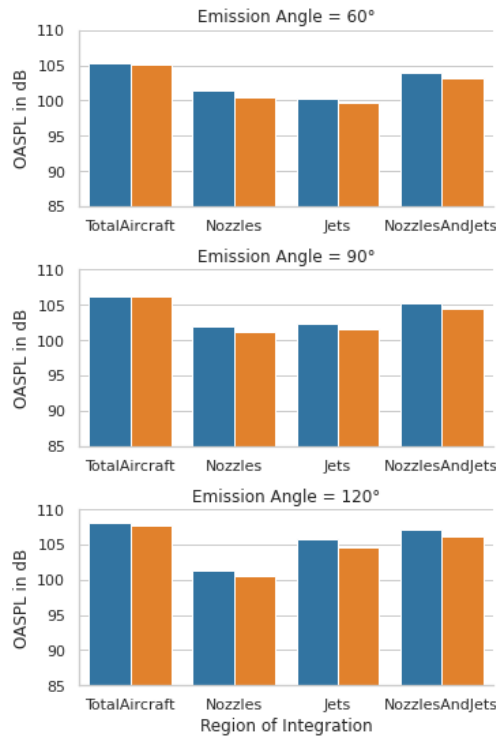 Emission Angle = 60°
110
105
100
95
90
85
OASPL in dB
TotalAircraft Nozzles Jets NozzlesAndJets
Emission Angle = 90°
110
105
100
95
90
85
OASPL in dB
TotalAircraft Nozzles Jets NozzlesAndJets
Emission Angle = 120°
110
105
100
95
90
85
OASPL in dB
TotalAircraft Nozzles Jets NozzlesAndJets
Region of Integration